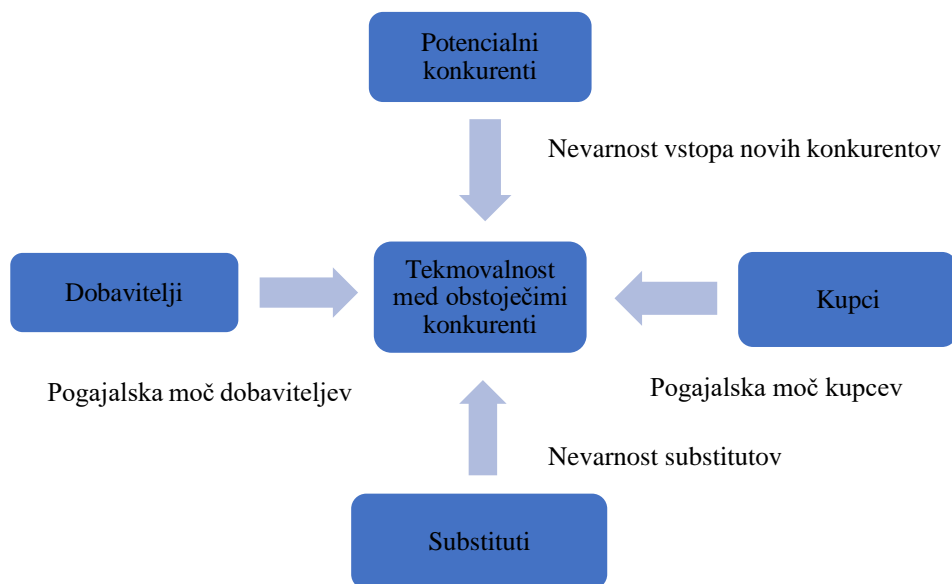 Potencialni
konkurenti
Nevarnost vstopa novih konkurentov
Dobavitelji
Tekmovalnost
med obstoječimi
konkurenti
Kupci
Pogajalska moč dobaviteljev
Pogajalska moč kupcev
Nevarnost substitutov
Substituti